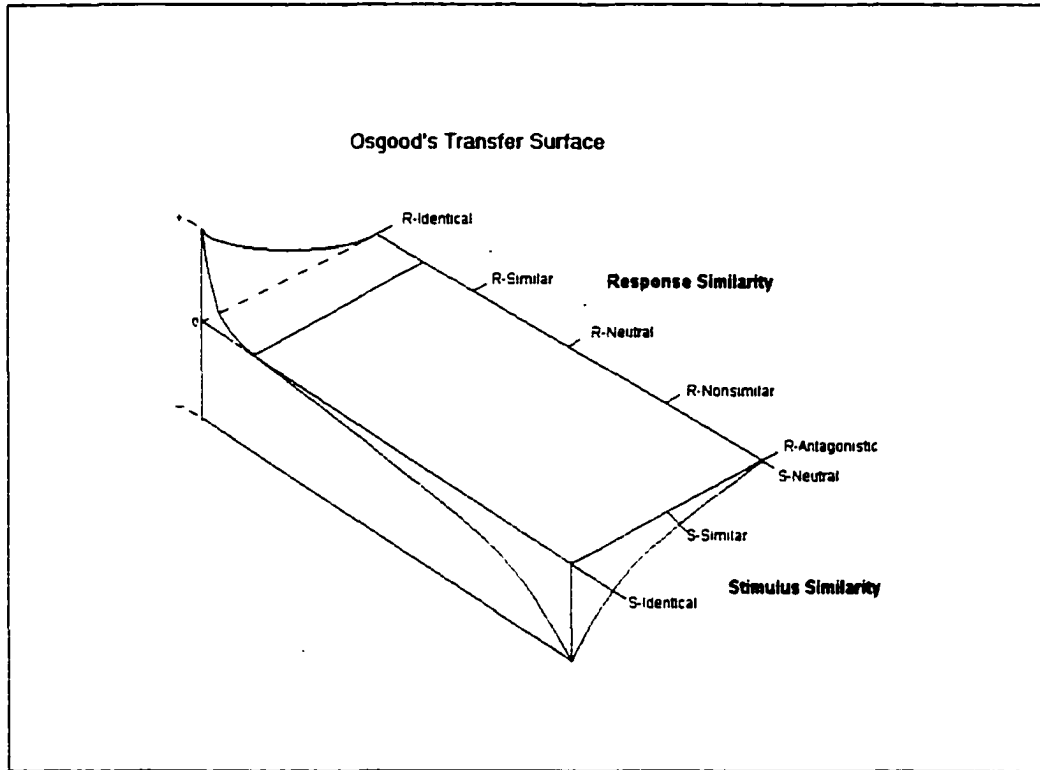 Osgood's Transfer Surface
+
R-Identical
R-Similar
Response Similarity
0
R-Neutral
R-Nonsimilar
–
R-Antagonistic
S-Neutral
S-Similar
Stimulus Similarity
S-Identical